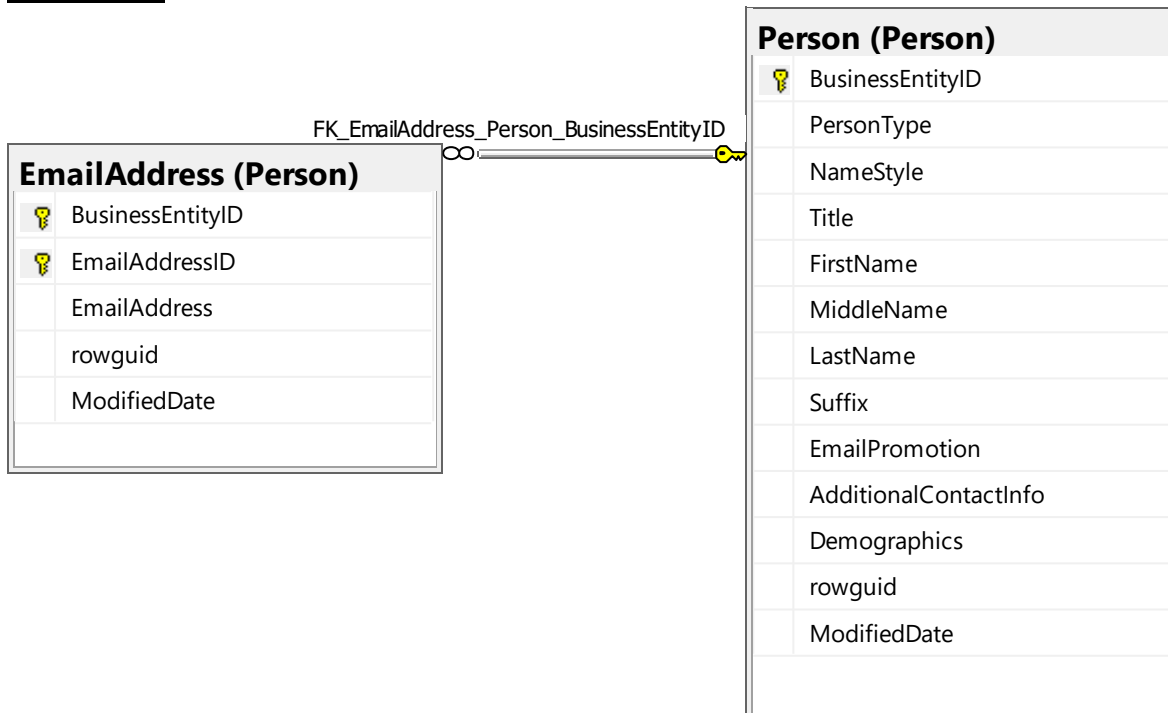 FK_EmailAddress_Person_BusinessEntityID
EmailAddress (Person)
BusinessEntityID
EmailAddressID
EmailAddress
rowguid
ModifiedDate
Person (Person)
BusinessEntityID
PersonType
NameStyle
Title
FirstName
MiddleName
LastName
Suffix
EmailPromotion
AdditionalContactInfo
Demographics
rowguid
ModifiedDate